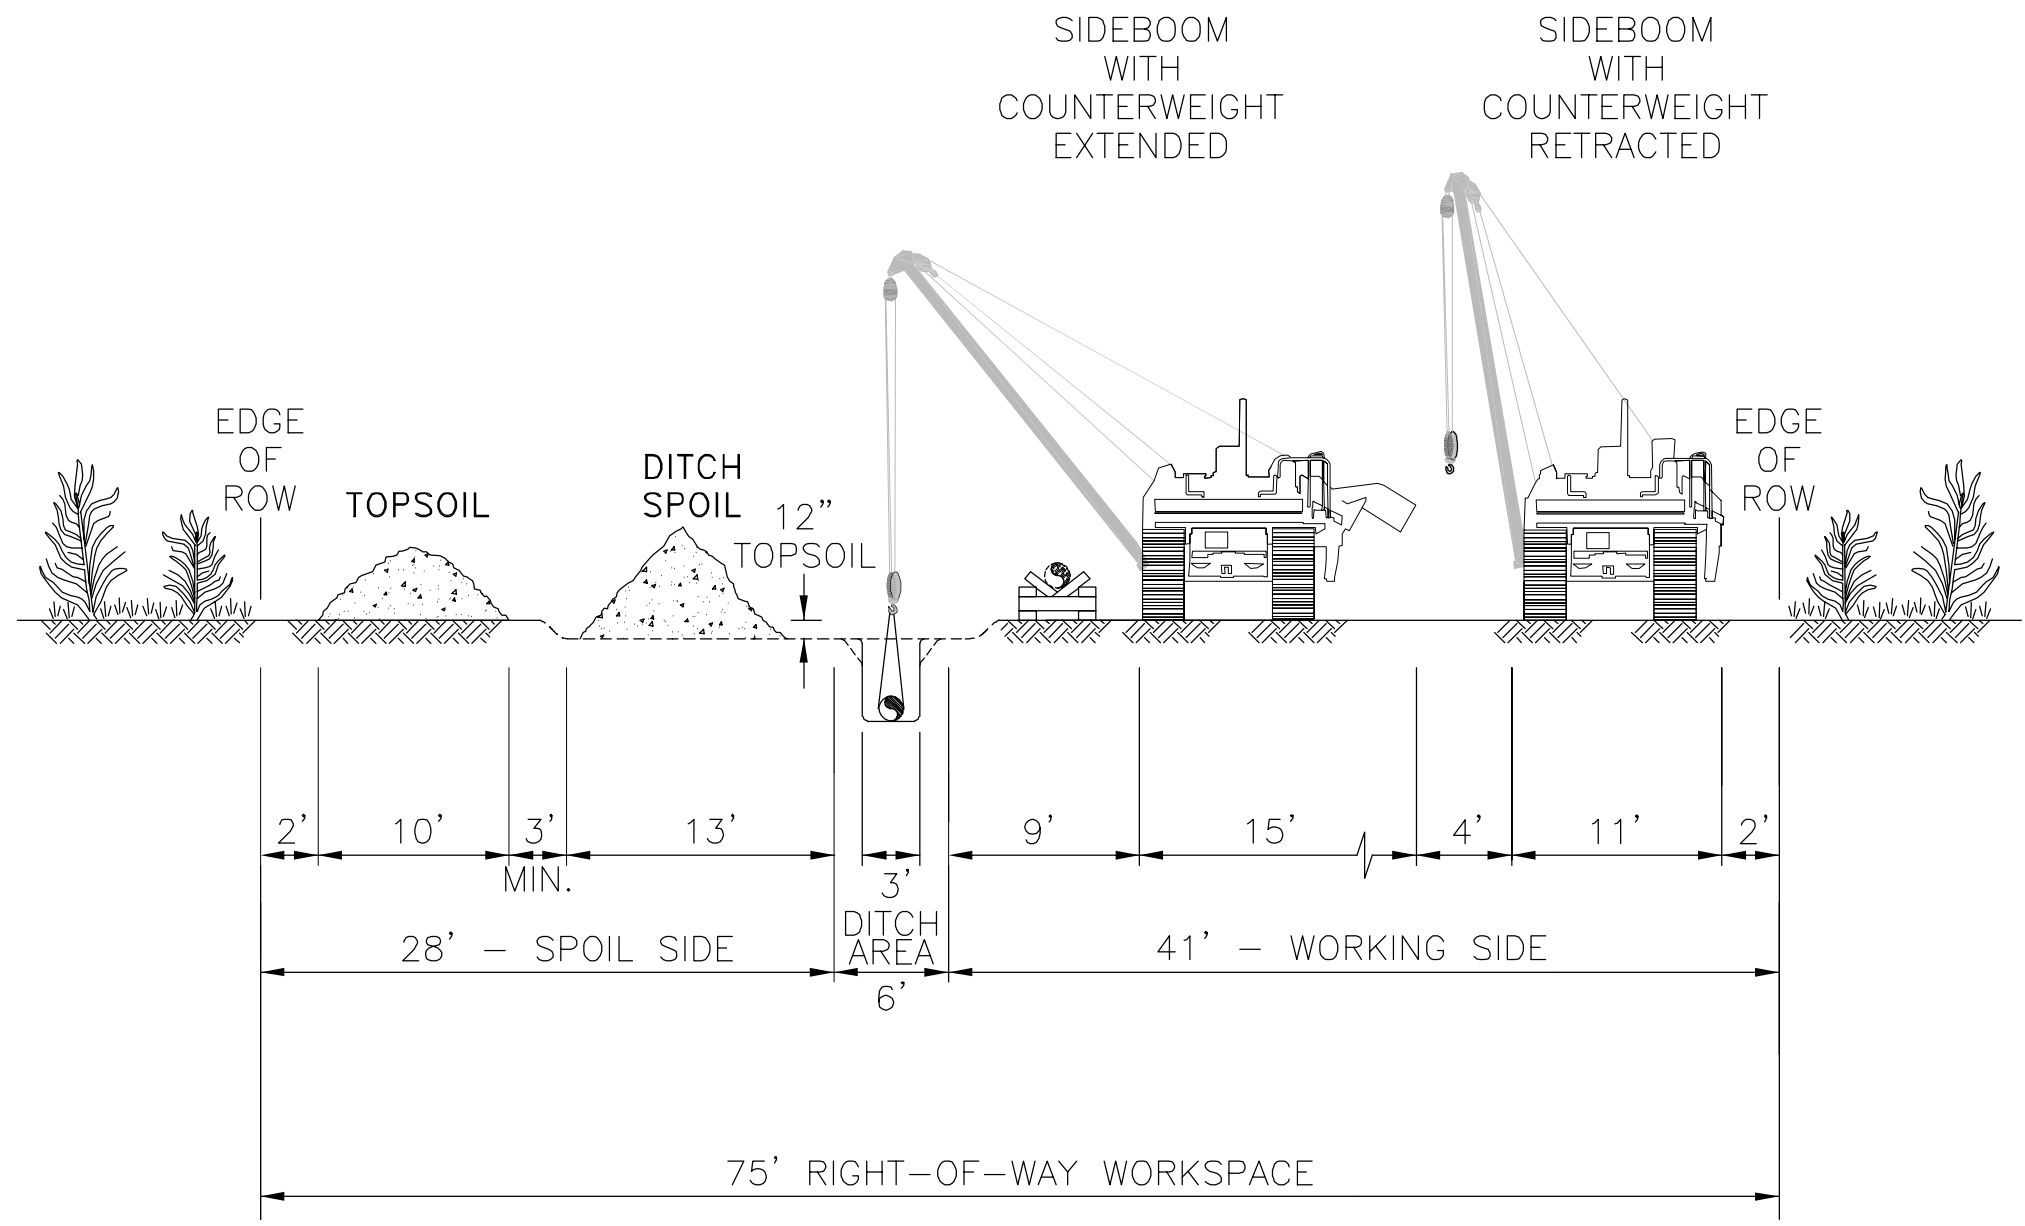 SIDEBOOM
WITH
COUNTERWEIGHT
EXTENDED
SIDEBOOM
WITH
COUNTERWEIGHT
RETRACTED
EDGE
OF
ROW
TOPSOIL
DITCH
SPOIL
12”
TOPSOIL
EDGE
OF
ROW
2'
10'
3'
MIN.
13'
3'
DITCH
AREA
6'
9'
15'
4'
11'
2'
28' – SPOIL SIDE
41' – WORKING SIDE
75' RIGHT–OF–WAY WORKSPACE